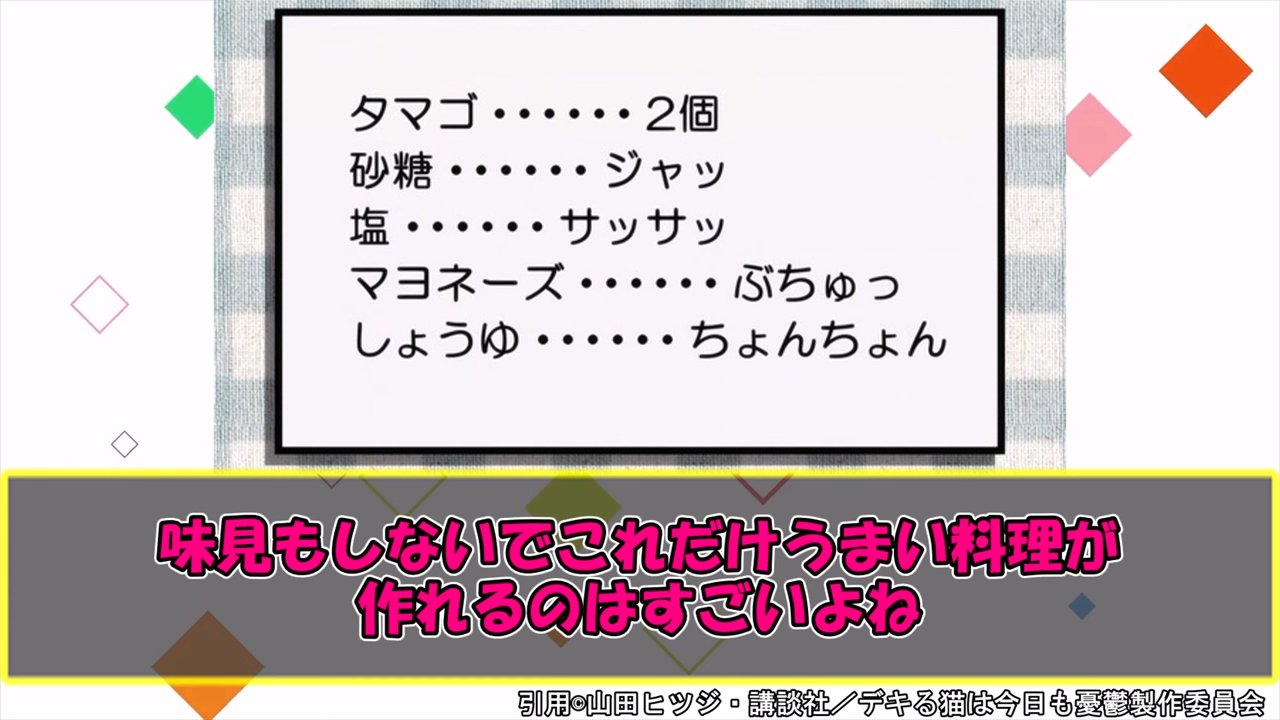 タマゴ・・・・・・2個
砂糖・・・・・・ジャッ
塩・・・・・・サッサッ
マヨネーズ・・・・・・ぶちゅっ
しょうゆ・・・・・・ちょんちょん
味見もしないでこれだけうまい料理が
作れるのはすごいよね
引用©山田ヒツジ・講談社／デキる猫は今日も憂鬱製作委員会